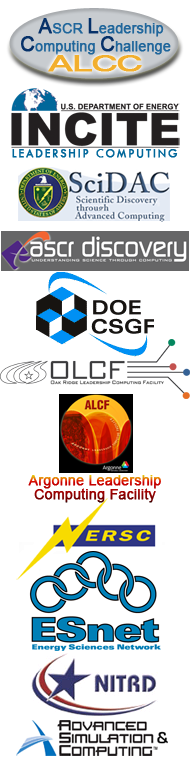 ASCR Leadership
Computing Challenge
ALCC
U.S. DEPARTMENT OF ENERGY
INCITE
LEADERSHIP COMPUTING
SciDAC
Scientific Discovery
through
Advanced Computing
ascr discovery
UNDERSTANDING SCIENCE THROUGH COMPUTING
DOE
CSGF
OLCF
OAK RIDGE LEADERSHIP COMPUTING FACILITY
ALCF
Argonne
Argonne Leadership
Computing Facility
NERSC
ESnet
Energy Sciences Network
NITRD
ADVANCED
SIMULATION &
COMPUTING™